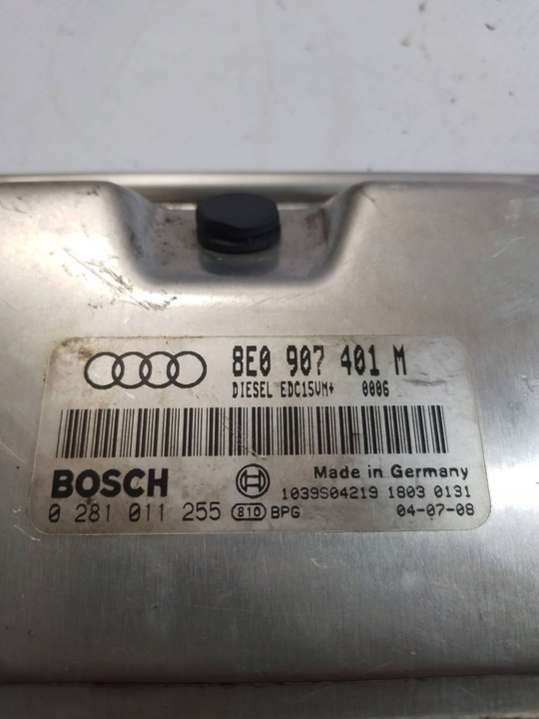 8E0 907 401 M
DIESEL EDC15VM+ 0006
BOSCH
Made in Germany
1039S04219 1803 0131
0 281 011 255 810 BPG 04-07-08